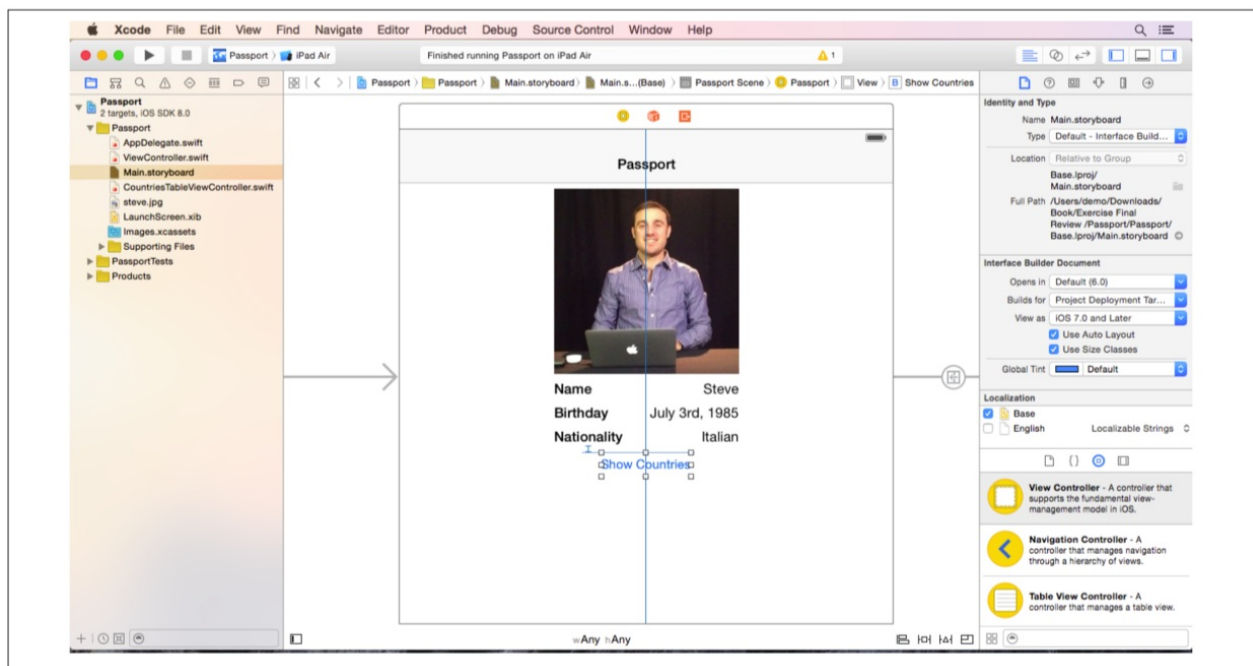 Xcode File Edit View Find Navigate Editor Product Debug Source Control Window Help
Passport iPad Air
Finished running Passport on iPad Air
1
Passport
2 targets, iOS SDK 8.0
Passport
AppDelegate.swift
ViewController.swift
Main.storyboard
CountriesTableViewController.swift
steve.jpg
LaunchScreen.xib
Images.xcassets
Supporting Files
PassportTests
Products
Passport Passport Main.storyboard Main.s...(Base) Passport Scene Passport View B Show Countries
Passport
Name Steve
Birthday July 3rd, 1985
Nationality Italian
Show Countries
wAny hAny
Identity and Type
Name Main.storyboard
Type Default - Interface Build...
Location Relative to Group
Base.lproj/
Main.storyboard
Full Path /Users/demo/Downloads/
Book/Exercise Final
Review /Passport/Passport/
Base.lproj/Main.storyboard
Interface Builder Document
Opens in Default (6.0)
Builds for Project Deployment Tar...
View as iOS 7.0 and Later
Use Auto Layout
Use Size Classes
Global Tint Default
Localization
Base
English Localizable Strings
{}
View Controller - A controller that
supports the fundamental view-
management model in iOS.
Navigation Controller - A
controller that manages navigation
through a hierarchy of views.
Table View Controller - A
controller that manages a table view.